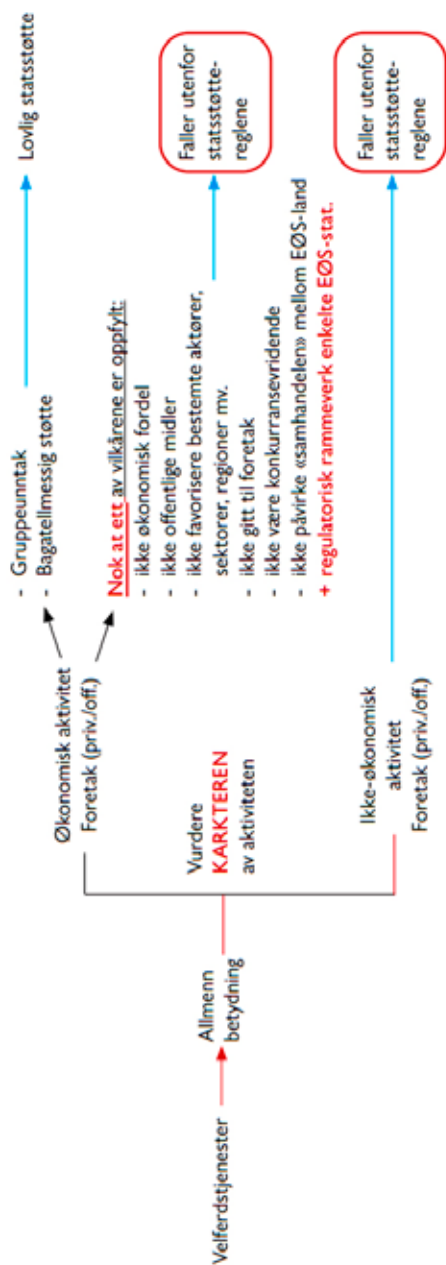 Velferdstjenester
Allmenn
betydning
Vurdere
KARKTEREN
av aktiviteten
Økonomisk aktivitet
Foretak (priv./off.)
- Gruppeunntak
- Bagatellmessig støtte
Lovlig statsstøtte
Nok at ett av vilkårene er oppfylt:
- ikke økonomisk fordel
- ikke offentlige midler
- ikke favorisere bestemte aktører,
sektorer, regioner mv.
- ikke gitt til foretak
- ikke være konkurransevridende
- ikke påvirke «samhandelen» mellom EØS-land
+ regulatorisk rammeverk enkelte EØS-stat.
Faller utenfor
statsstøtte-
reglene
Ikke-økonomisk
aktivitet
Foretak (priv./off.)
Faller utenfor
statsstøtte-
reglene